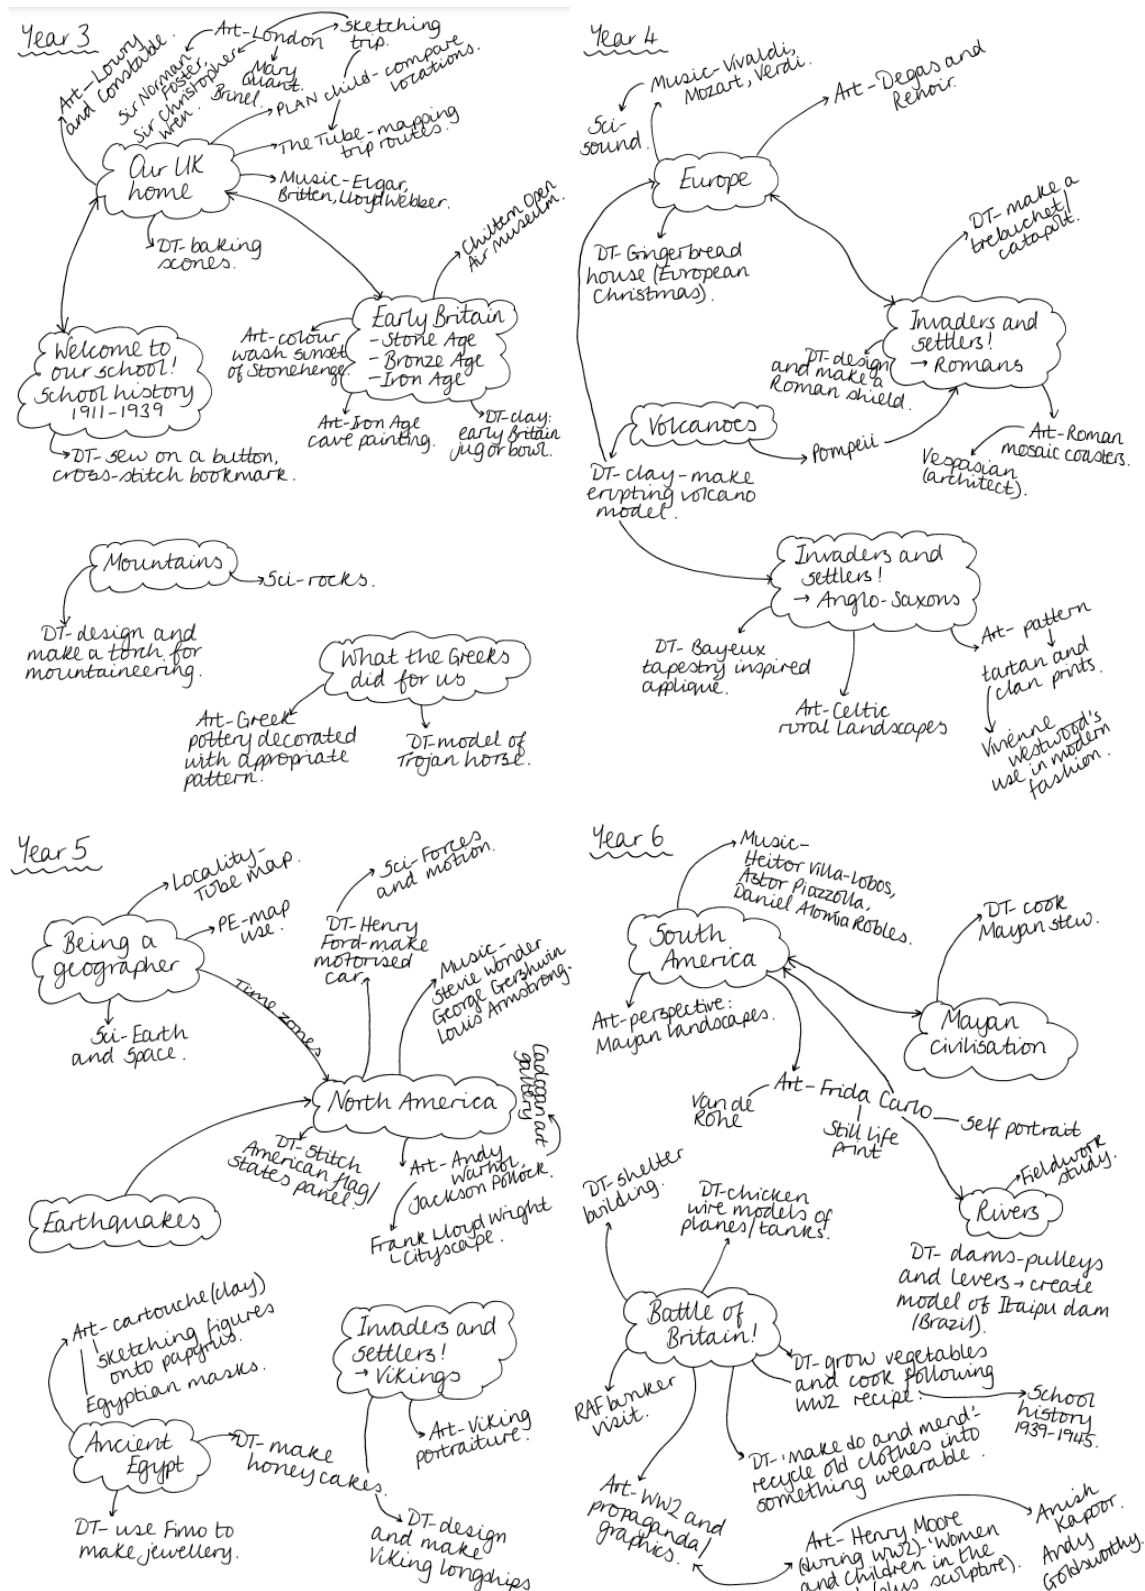 Year 3
Art-Lowry
and Constable.
Art-London
Sir Norman
Foster,
Sir Christopher
Wren.
Mary
Quant.
Brunel.
Sketching
trip.
PLAN child-compare
locations.
The Tube-mapping
trip routes.
Our UK
home
Music-Elgar,
Britten, Lloyd Webber.
DT-baking
scones.
Chiltern Open
Air museum.
Welcome to
our school!
School history
1911-1939
DT-sew on a button,
cross-stitch bookmark.
Early Britain
-Stone Age
-Bronze Age
-Iron Age
Art-colour
wash sunset
of Stonehenge.
Art-Iron Age
cave painting.
DT-clay:
early Britain
jug or bowl.
Mountains
Sci-rocks.
DT-design and
make a torch for
mountaineering.
What the Greeks
did for us
Art-Greek
pottery decorated
with appropriate
pattern.
DT-model of
Trojan horse.
Year 4
Music-Vivaldi,
Mozart, Verdi.
Sci-
sound.
Art-Degas and
Renoir.
Europe
DT-Gingerbread
house (European
Christmas).
DT-make a
trebuchet/
catapult.
Invaders and
settlers!
→ Romans
DT-design
and make a
Roman shield.
Volcanoes
Pompeii
Art-Roman
mosaic coasters.
Vespasian
(architect).
DT-clay-make
erupting volcano
model.
Invaders and
settlers!
→ Anglo-Saxons
DT-Bayeux
tapestry inspired
applique.
Art-Celtic
rural landscapes
Art-pattern
tartan and
clan prints.
Vivienne
Westwood's
use in modern
fashion.
Year 5
Locality-
Tube map.
PE-map
use.
Being a
geographer
Time zones
Sci-Earth
and Space.
Sci-Forces
and motion.
DT-Henry
Ford-make
motorised
car.
Music-
Stevie Wonder
George Gershwin
Louis Armstrong.
North America
Cadogan art
gallery
DT-stitch
American flag/
states panel.
Art-Andy
Warhol,
Jackson Pollock.
Frank Lloyd Wright
Cityscape.
Earthquakes
Art-cartouche (clay)
sketching figures
onto papyrus.
Egyptian masks.
Ancient
Egypt
DT-make
honey cakes.
DT-use Fimo to
make jewellery.
Invaders and
settlers!
→ Vikings
Art-Viking
portraiture.
DT-design
and make
Viking longships
Year 6
Music-
Heitor Villa-Lobos,
Astor Piazzolla,
Daniel Alomia Robles.
South
America
DT-cook
Mayan stew.
Art-perspective:
Mayan landscapes.
Mayan
civilisation
Art-Frida Carlo
Van de
Rohe
Still life
print
Self portrait
Fieldwork
study.
Rivers
DT-dams-pulleys
and levers → create
model of Itaipu dam
(Brazil).
DT-shelter
building.
DT-chicken
wire models of
planes/tanks.
Battle of
Britain!
RAF bunker
visit.
DT-grow vegetables
and cook following
WW2 recipe.
School
history
1939-1945.
DT-'make do and mend'-
recycle old clothes into
something wearable.
Art-WW2 and
propaganda/
graphics.
Art-Henry Moore
(during WW2)-'Women
and children in the
(plus sculpture).
Anish
Kapoor.
Andy
Goldsworthy.